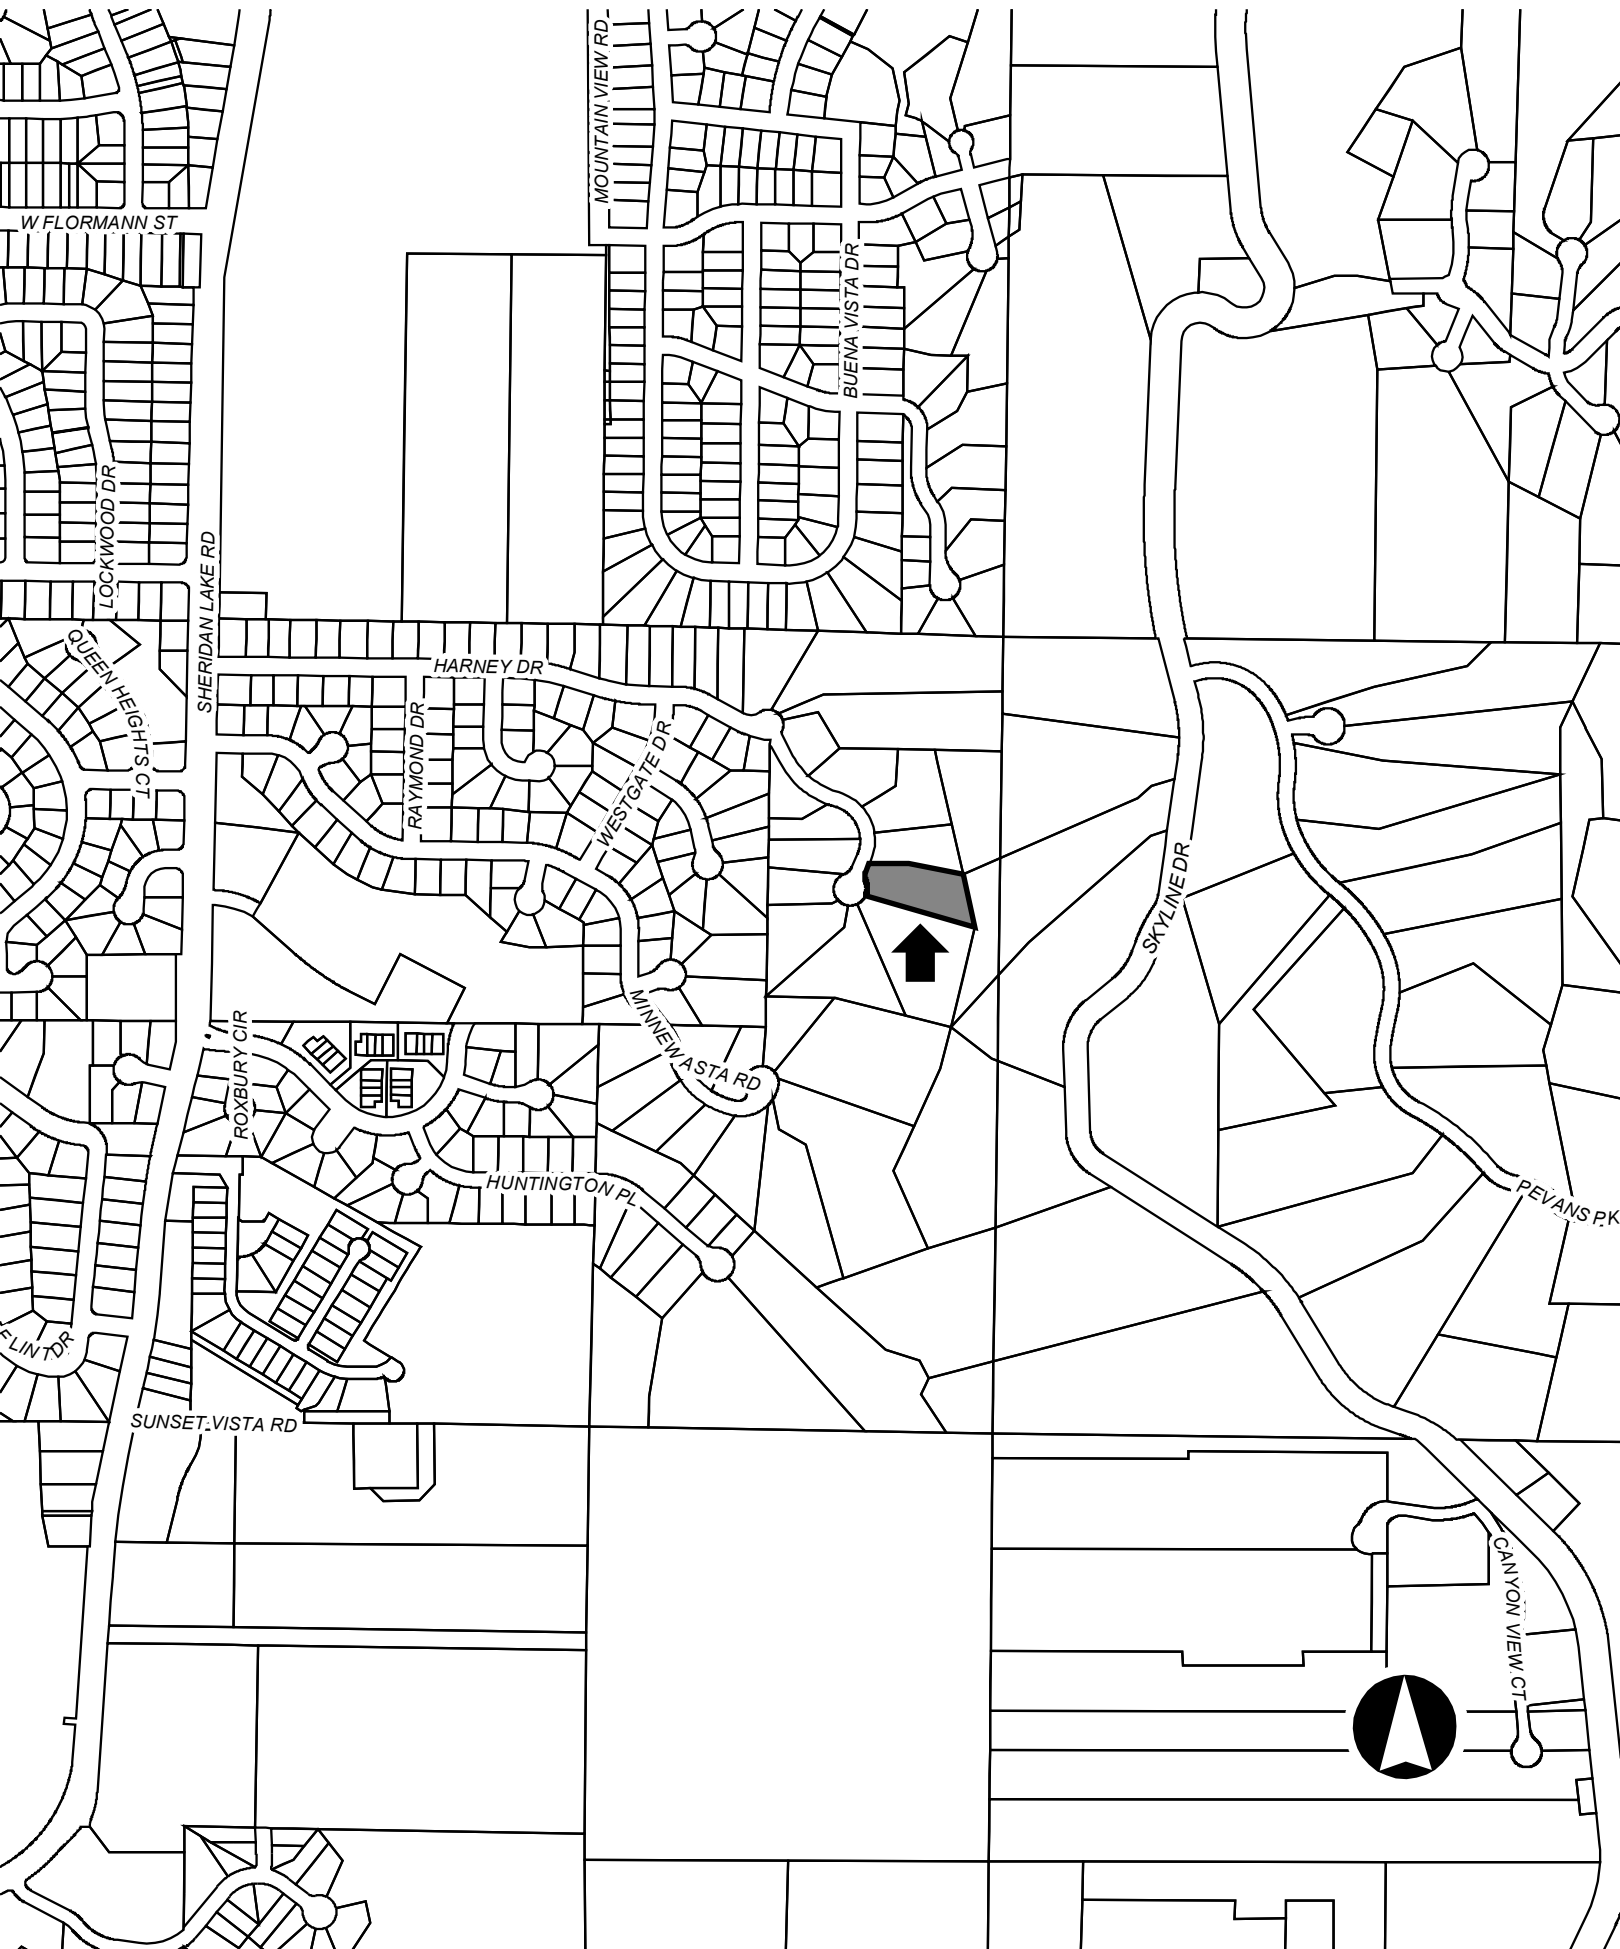 MOUNTAIN VIEW RD
W FLORMANN ST
BUENA VISTA DR
LOCKWOOD DR
SHERIDAN LAKE RD
QUEEN HEIGHTS CT
HARNEY DR
RAYMOND DR
WESTGATE DR
SKYLINE DR
MINNEWASTA RD
ROXBURY CIR
HUNTINGTON PL
PEVANS PK
FLINT DR
SUNSET VISTA RD
CANYON VIEW CT